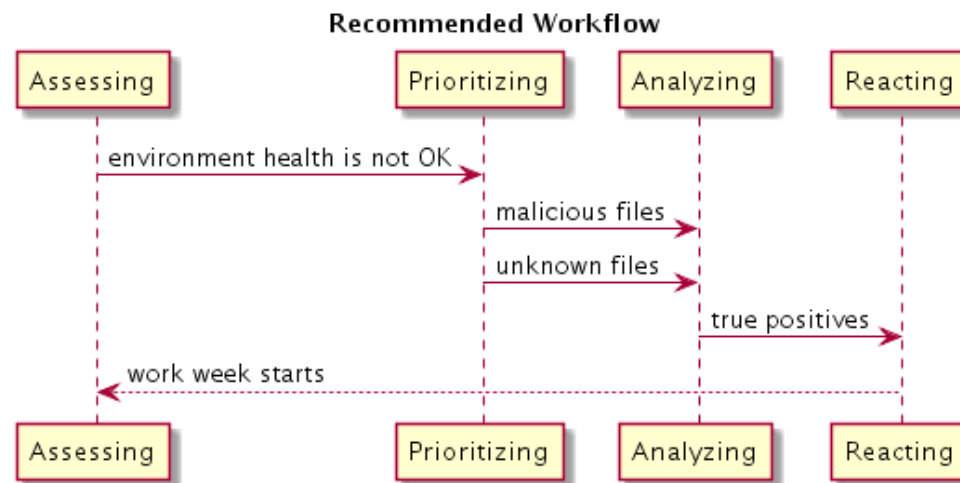 Recommended Workflow
Assessing Prioritizing Analyzing Reacting
environment health is not OK
malicious files
unknown files
true positives
work week starts
Assessing Prioritizing Analyzing Reacting